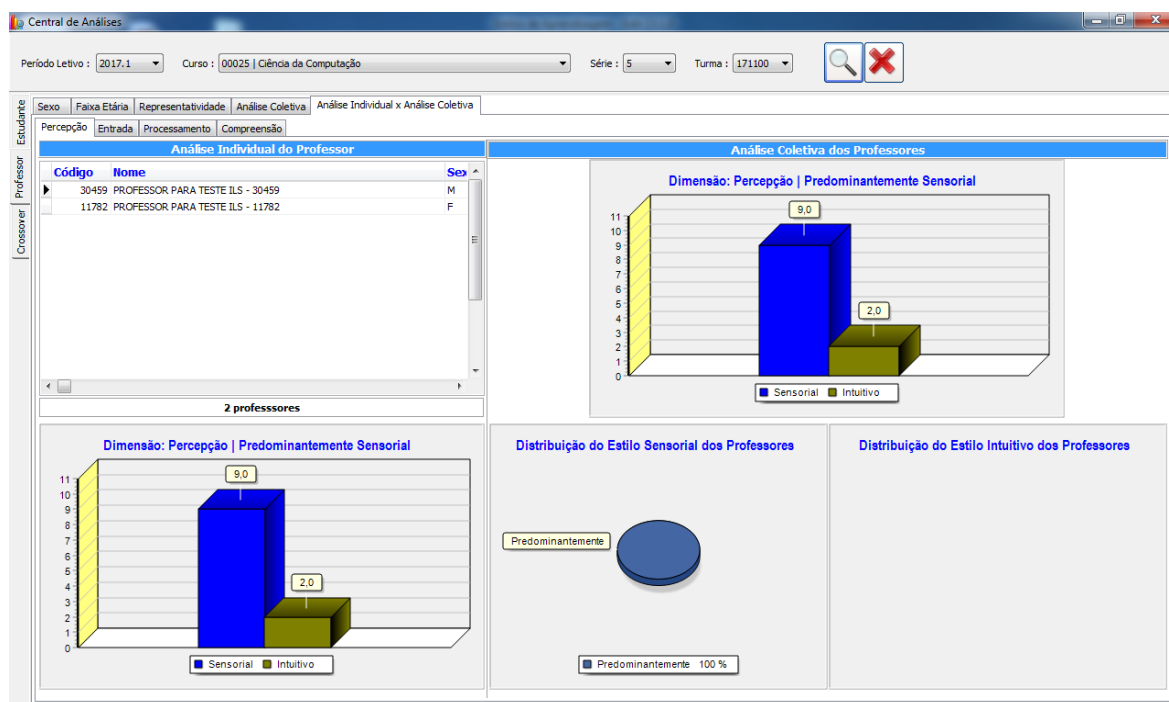 Central de Análises
Período Letivo : 2017.1 Curso : 00025 | Ciência da Computação Série : 5 Turma : 171100
Estudante
Professor
Crossover
Sexo Faixa Etária Representatividade Análise Coletiva Análise Individual x Análise Coletiva
Percepção Entrada Processamento Compreensão
Análise Individual do Professor
Código Nome Sex
30459 PROFESSOR PARA TESTE ILS - 30459 M
11782 PROFESSOR PARA TESTE ILS - 11782 F
2 professsores
Análise Coletiva dos Professores
Dimensão: Percepção | Predominantemente Sensorial
9,0
2,0
11
10
9
8
7
6
5
4
3
2
1
0
Sensorial Intuitivo
Dimensão: Percepção | Predominantemente Sensorial
9,0
2,0
11
10
9
8
7
6
5
4
3
2
1
0
Sensorial Intuitivo
Distribuição do Estilo Sensorial dos Professores
Predominantemente
Predominantemente 100 %
Distribuição do Estilo Intuitivo dos Professores